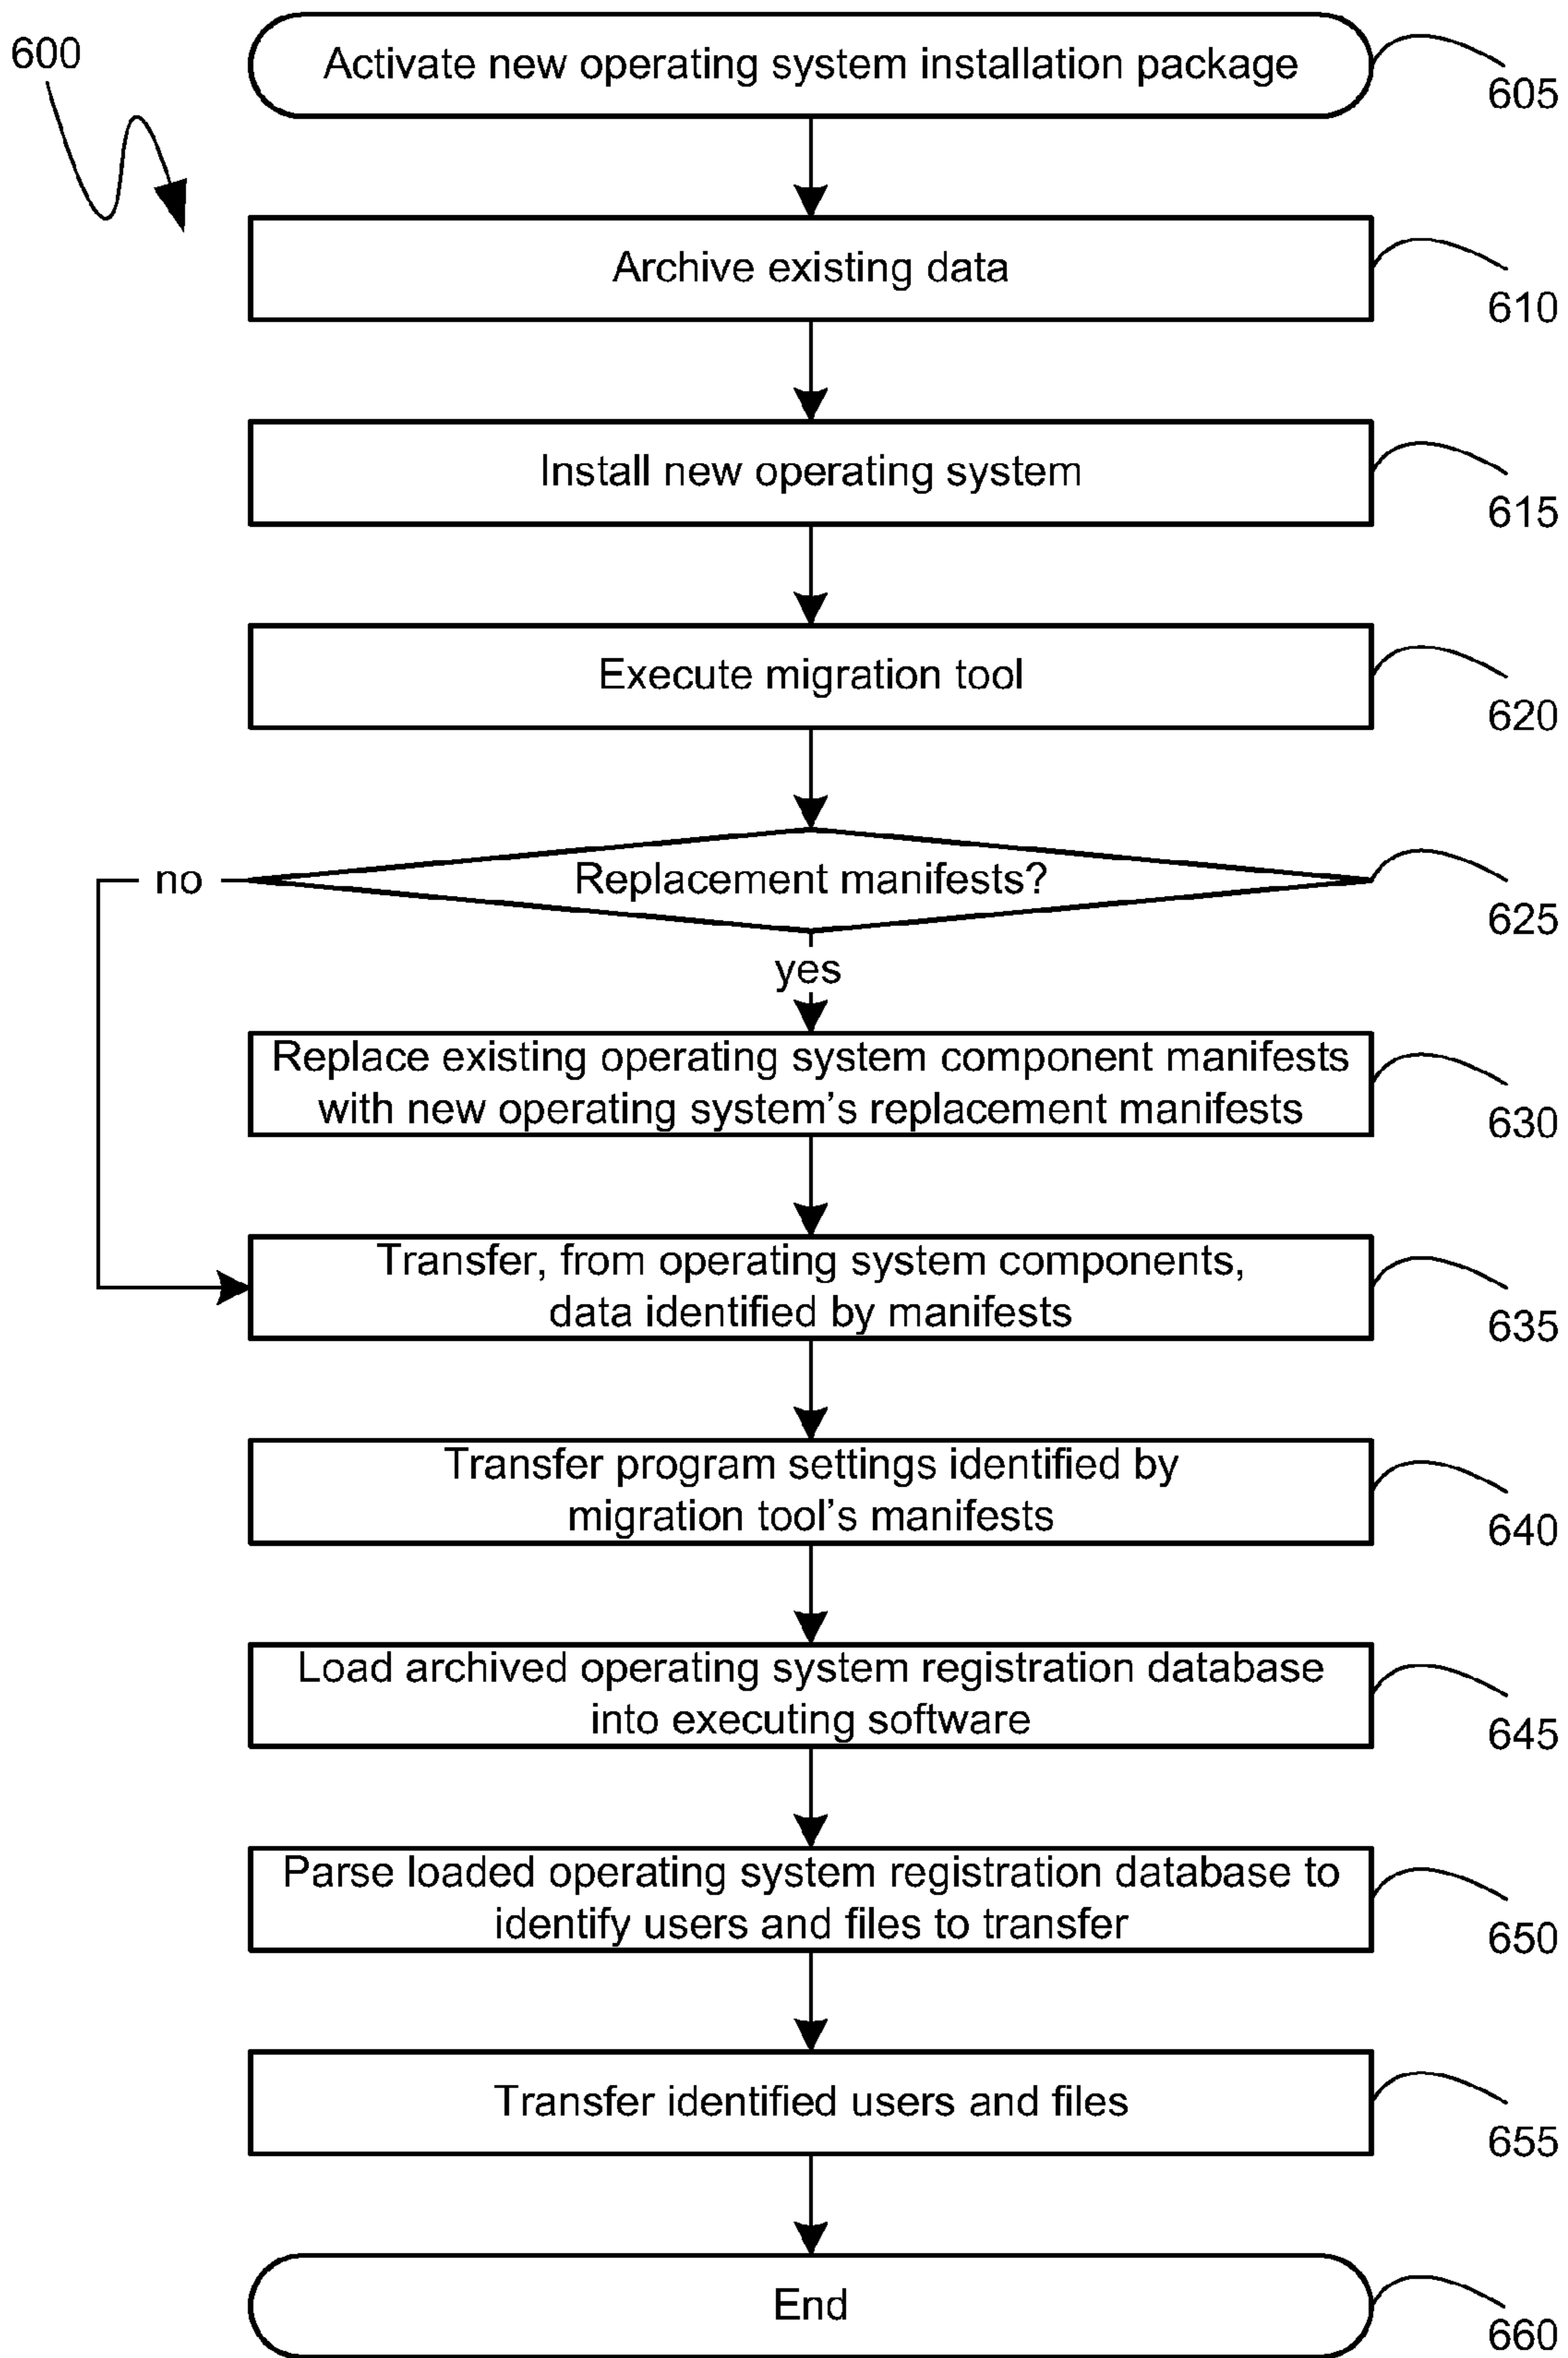 600
Activate new operating system installation package
605
Archive existing data
610
Install new operating system
615
Execute migration tool
620
no
Replacement manifests?
625
yes
Replace existing operating system component manifests
with new operating system's replacement manifests
630
Transfer, from operating system components,
data identified by manifests
635
Transfer program settings identified by
migration tool's manifests
640
Load archived operating system registration database
into executing software
645
Parse loaded operating system registration database to
identify users and files to transfer
650
Transfer identified users and files
655
End
660